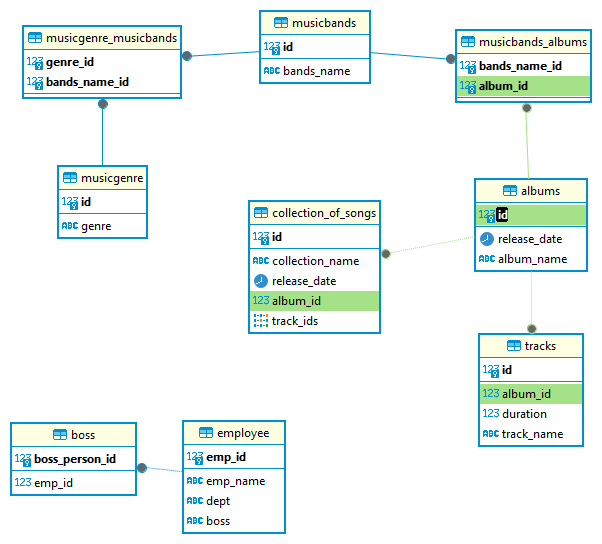 musicgenre_musicbands
123 genre_id
123 bands_name_id
musicbands
123 id
ABC bands_name
musicbands_albums
123 bands_name_id
123 album_id
musicgenre
123 id
ABC genre
collection_of_songs
123 id
ABC collection_name
release_date
123 album_id
track_ids
albums
123 id
release_date
ABC album_name
tracks
123 id
123 album_id
123 duration
ABC track_name
boss
123 boss_person_id
123 emp_id
employee
123 emp_id
ABC emp_name
ABC dept
ABC boss